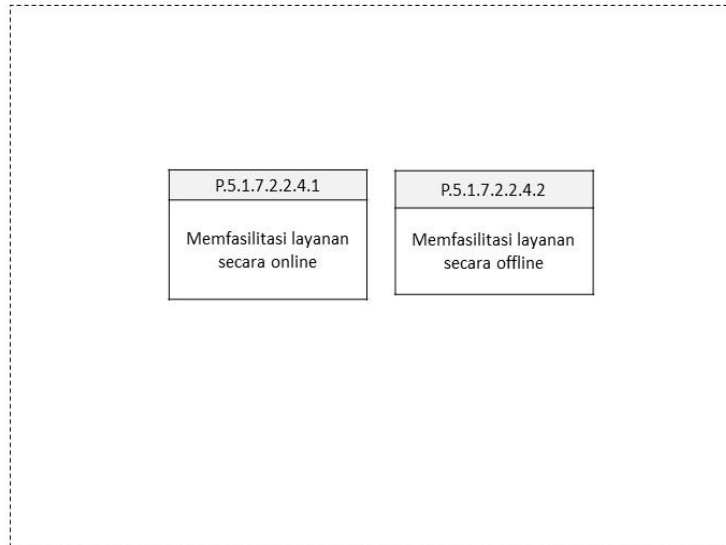 P.5.1.7.2.2.4.1
Memfasilitasi layanan
secara online
P.5.1.7.2.2.4.2
Memfasilitasi layanan
secara offline